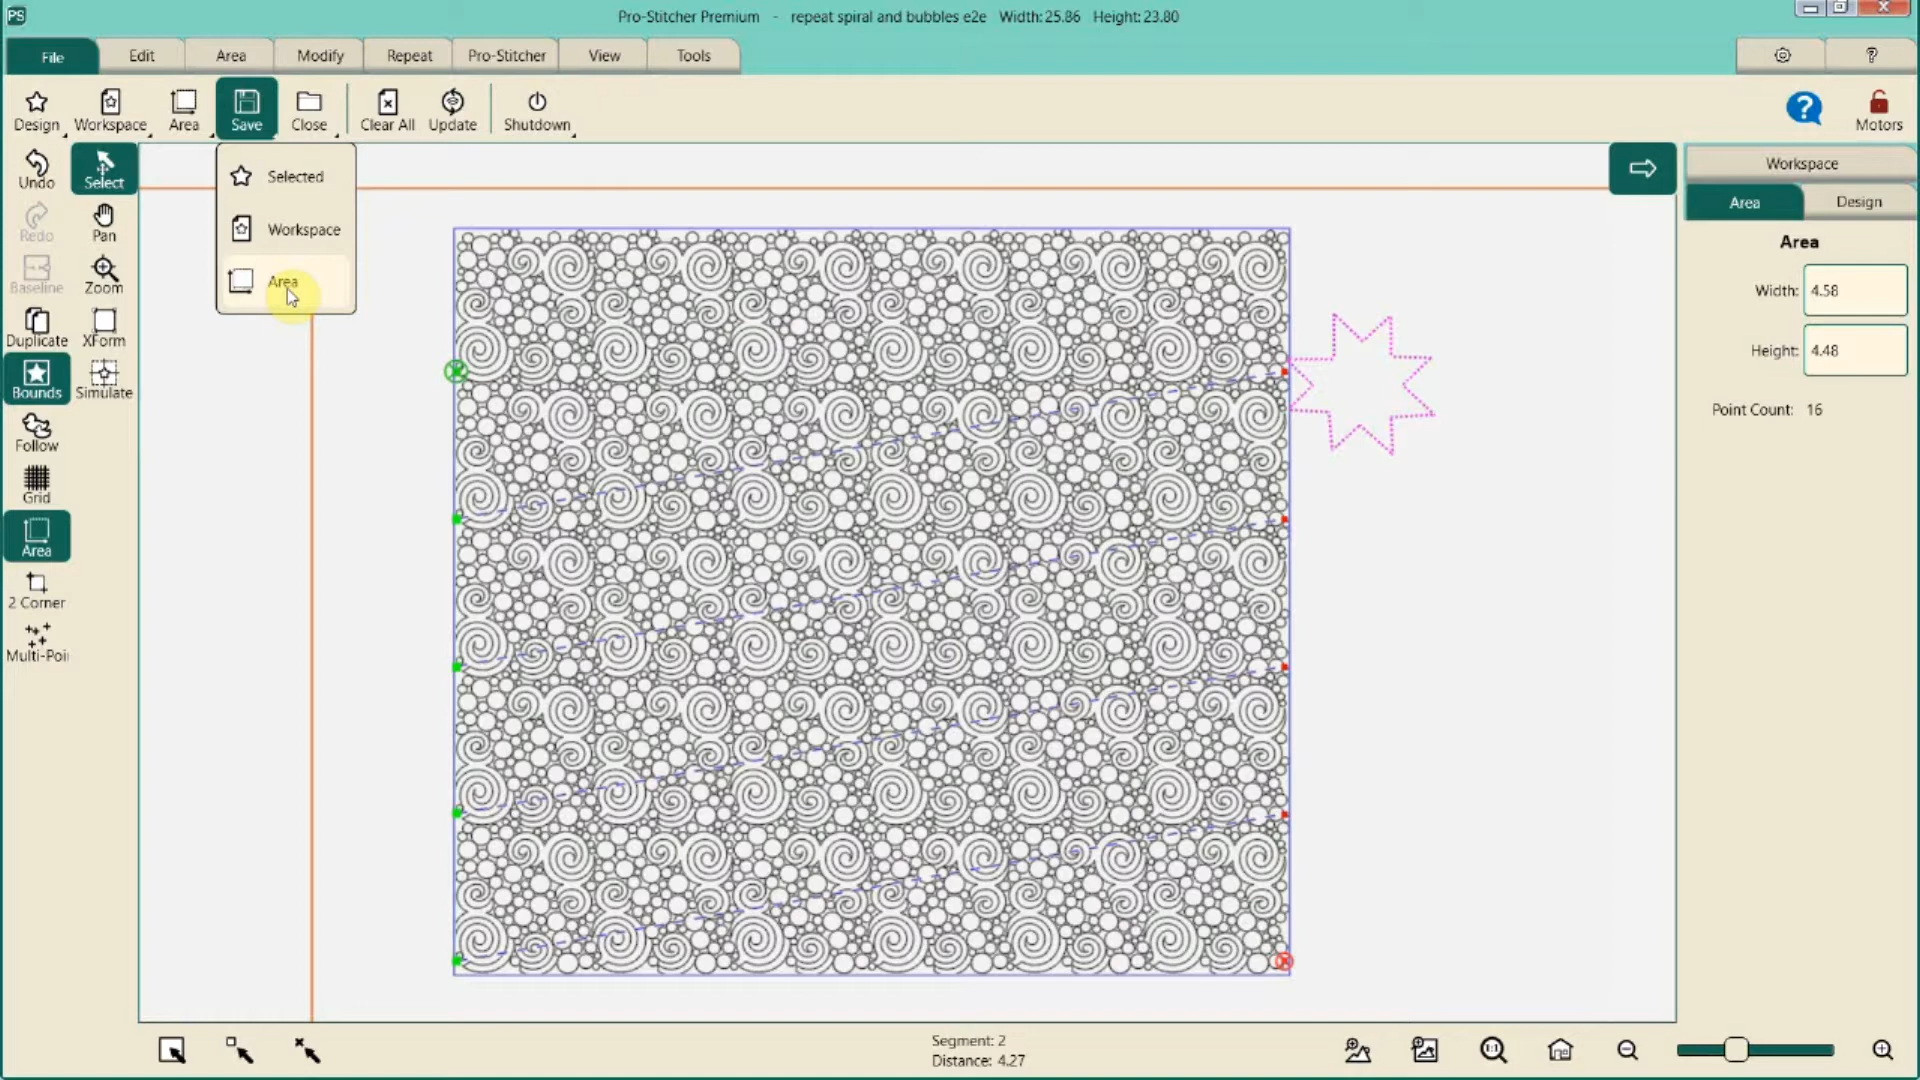 PS
Pro-Stitcher Premium - repeat spiral and bubbles e2e Width:25.86 Height:23.80
File Edit Area Modify Repeat Pro-Stitcher View Tools ?
Design Workspace Area Save Close Clear All Update Shutdown ? Motors
Undo Select
Redo Pan
Baseline Zoom
Duplicate XForm
Bounds Simulate
Follow
Grid
Area
2 Corner
Multi-Poi
Selected
Workspace
Area
Workspace
Area Design
Area
Width: 4.58
Height: 4.48
Point Count: 16
Segment: 2
Distance: 4.27
1:1